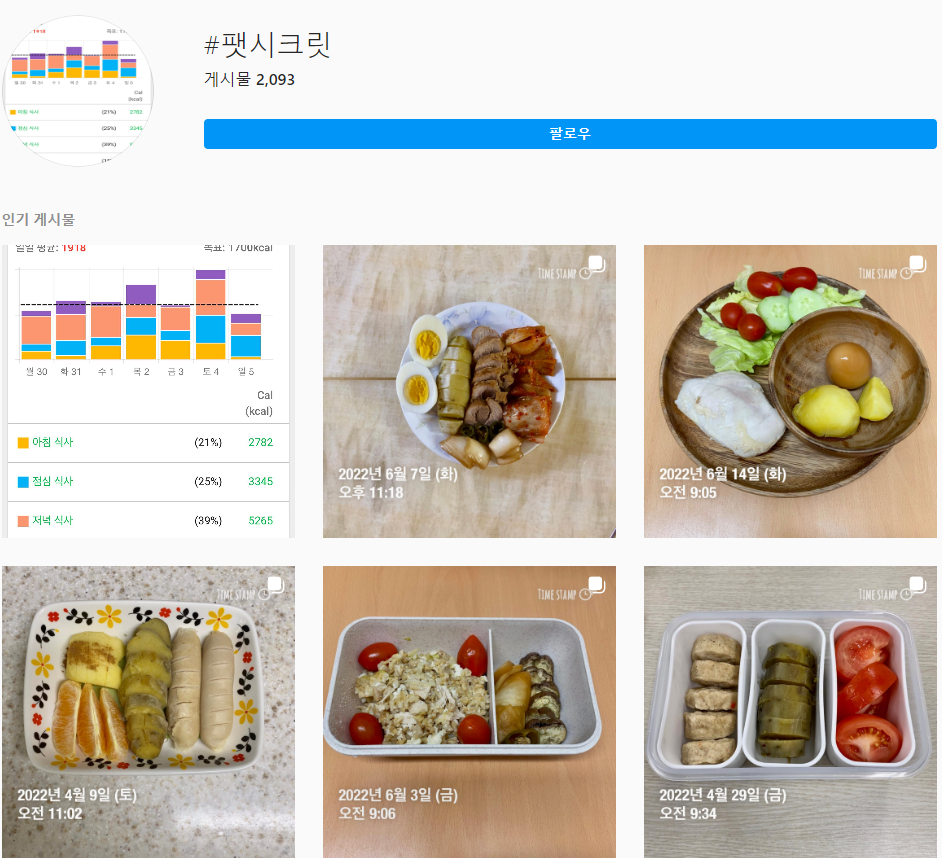 #팻시크릿
게시물 2,093
팔로우
인기 게시물
일일 평균: 1918 목표: 1700kcal
월 30 화 31 수 1 목 2 금 3 토 4 일 5
Cal
(kcal)
아침 식사 (21%) 2782
점심 식사 (25%) 3345
저녁 식사 (39%) 5265
TIME STAMP
2022년 6월 7일 (화)
오후 11:18
TIME STAMP
2022년 6월 14일 (화)
오전 9:05
TIME STAMP
2022년 4월 9일 (토)
오전 11:02
TIME STAMP
2022년 6월 3일 (금)
오전 9:06
TIME STAMP
2022년 4월 29일 (금)
오전 9:34